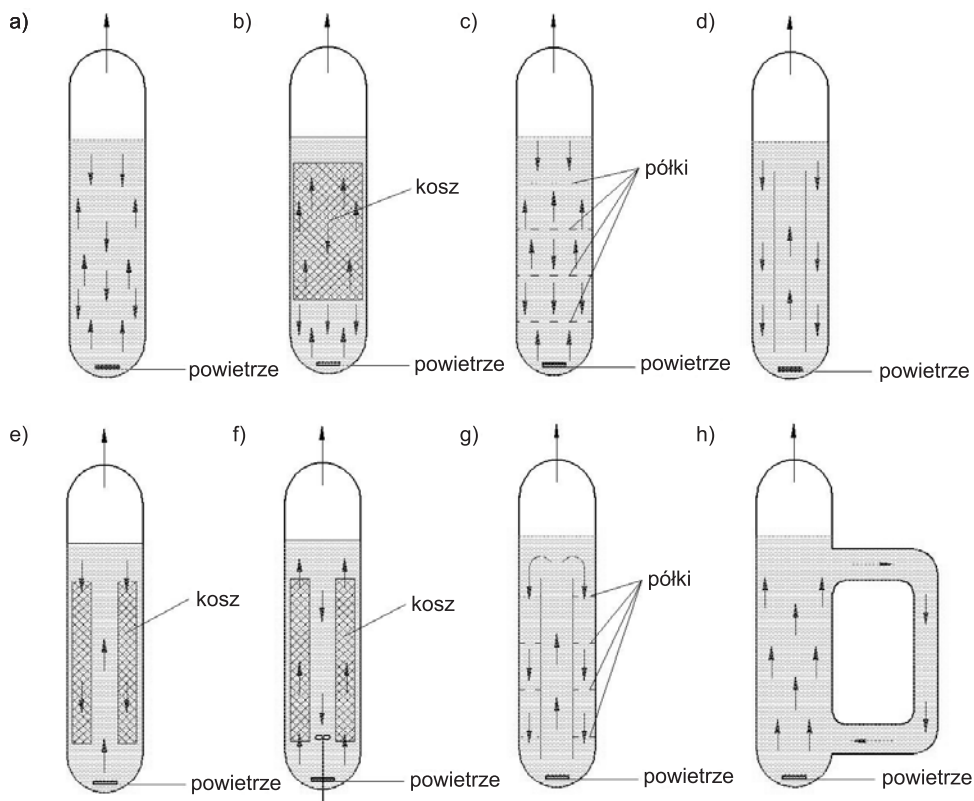 a)
b)
c)
d)
kosz
półki
powietrze
powietrze
powietrze
powietrze
e)
f)
g)
h)
kosz
kosz
półki
powietrze
powietrze
powietrze
powietrze